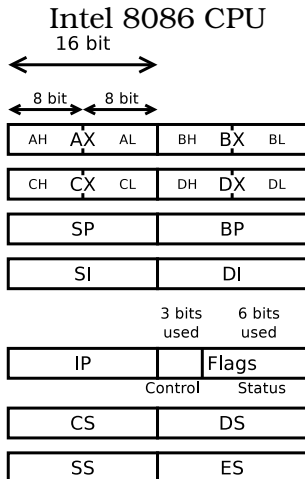 Intel 8086 CPU
16 bit
8 bit 8 bit
AH AX AL BH BX BL
CH CX CL DH DX DL
SP BP
SI DI
3 bits 6 bits
used used
IP Flags
Control Status
CS DS
SS ES